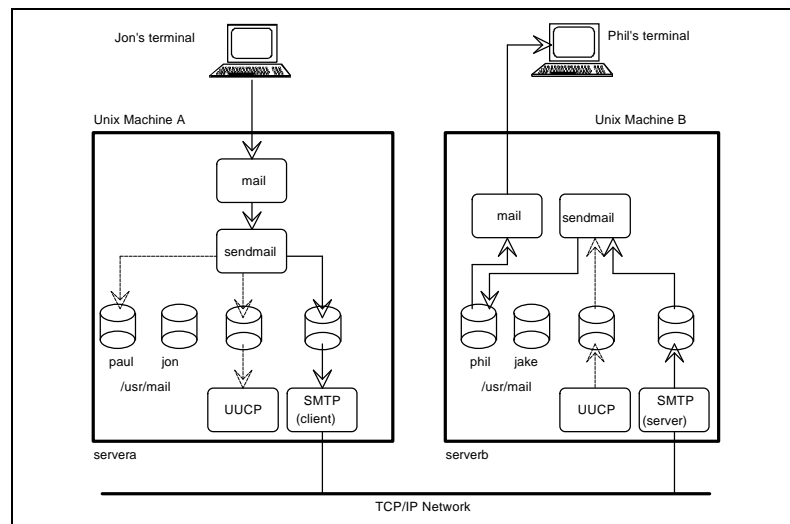 Jon's terminal
Phil's terminal
Unix Machine A
Unix Machine B
mail
sendmail
paul
jon
/usr/mail
UUCP
SMTP
(client)
servera
mail
sendmail
phil
jake
/usr/mail
UUCP
SMTP
(server)
serverb
TCP/IP Network